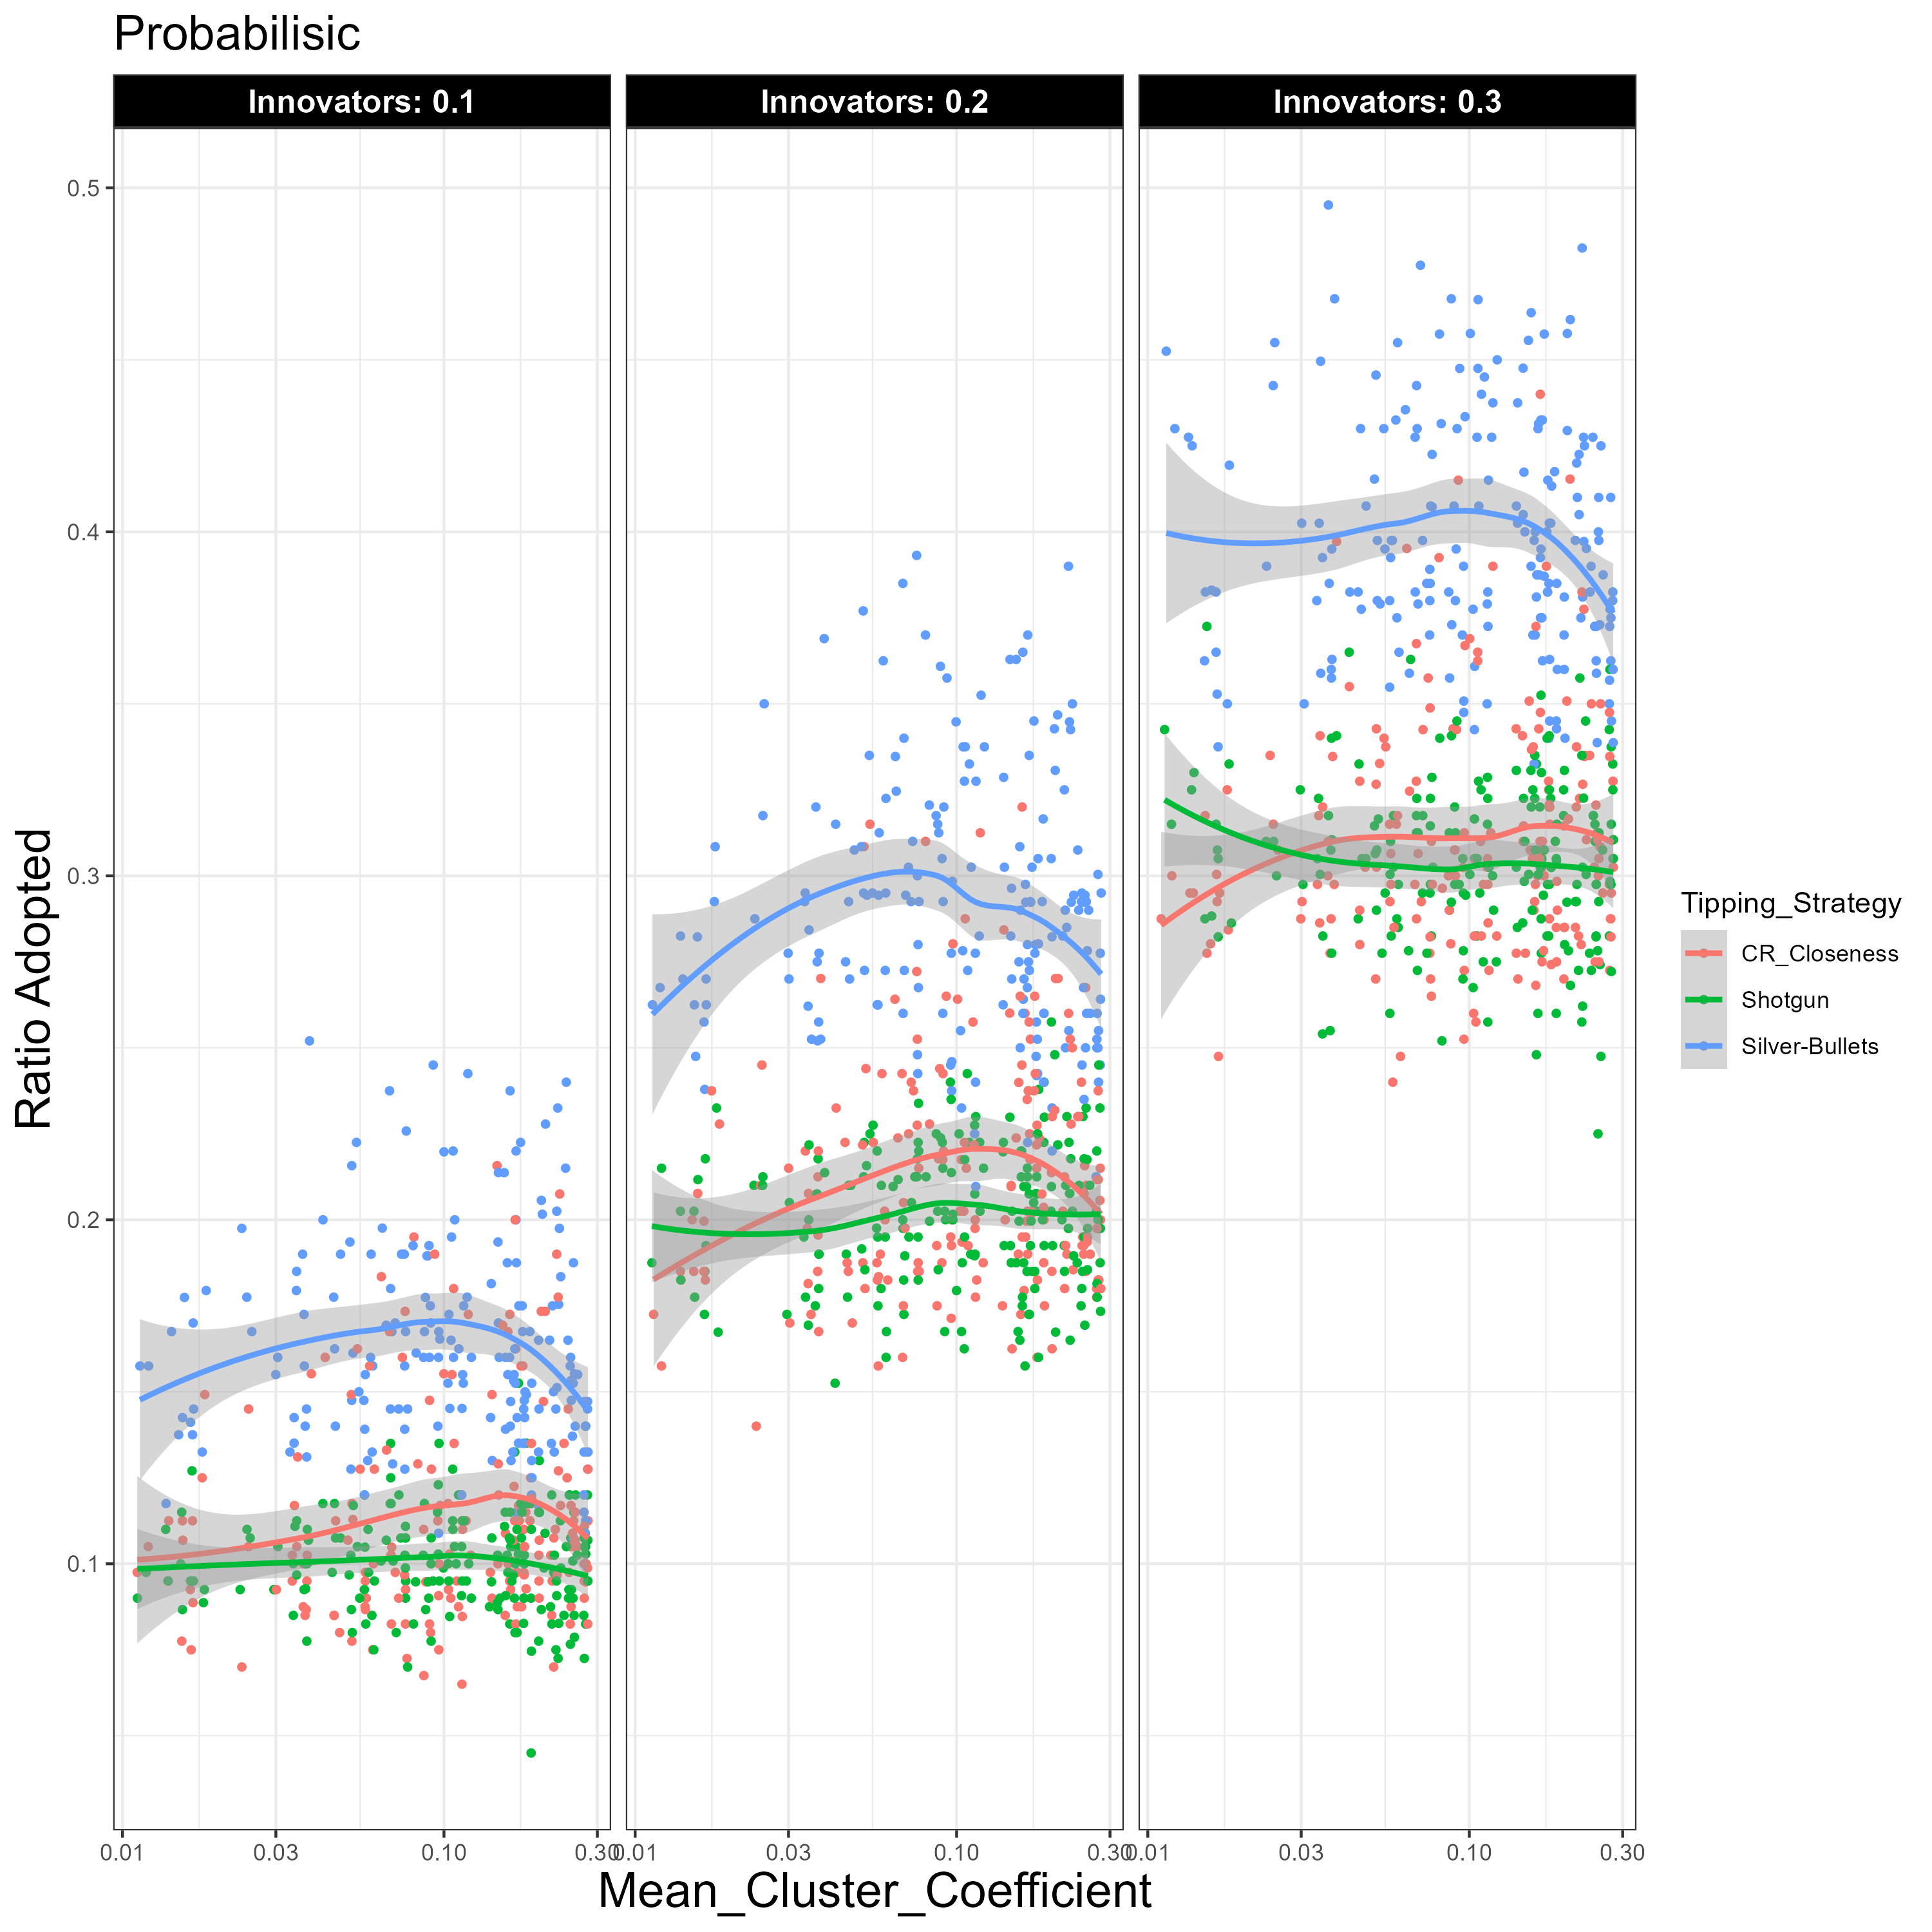 Probabilisic
Innovators: 0.1
Innovators: 0.2
Innovators: 0.3
0.5
0.4
0.3
0.2
0.1
Ratio Adopted
0.01 0.03 0.10 0.30
0.01 0.03 0.10 0.30
0.01 0.03 0.10 0.30
Mean_Cluster_Coefficient
Tipping_Strategy
CR_Closeness
Shotgun
Silver-Bullets